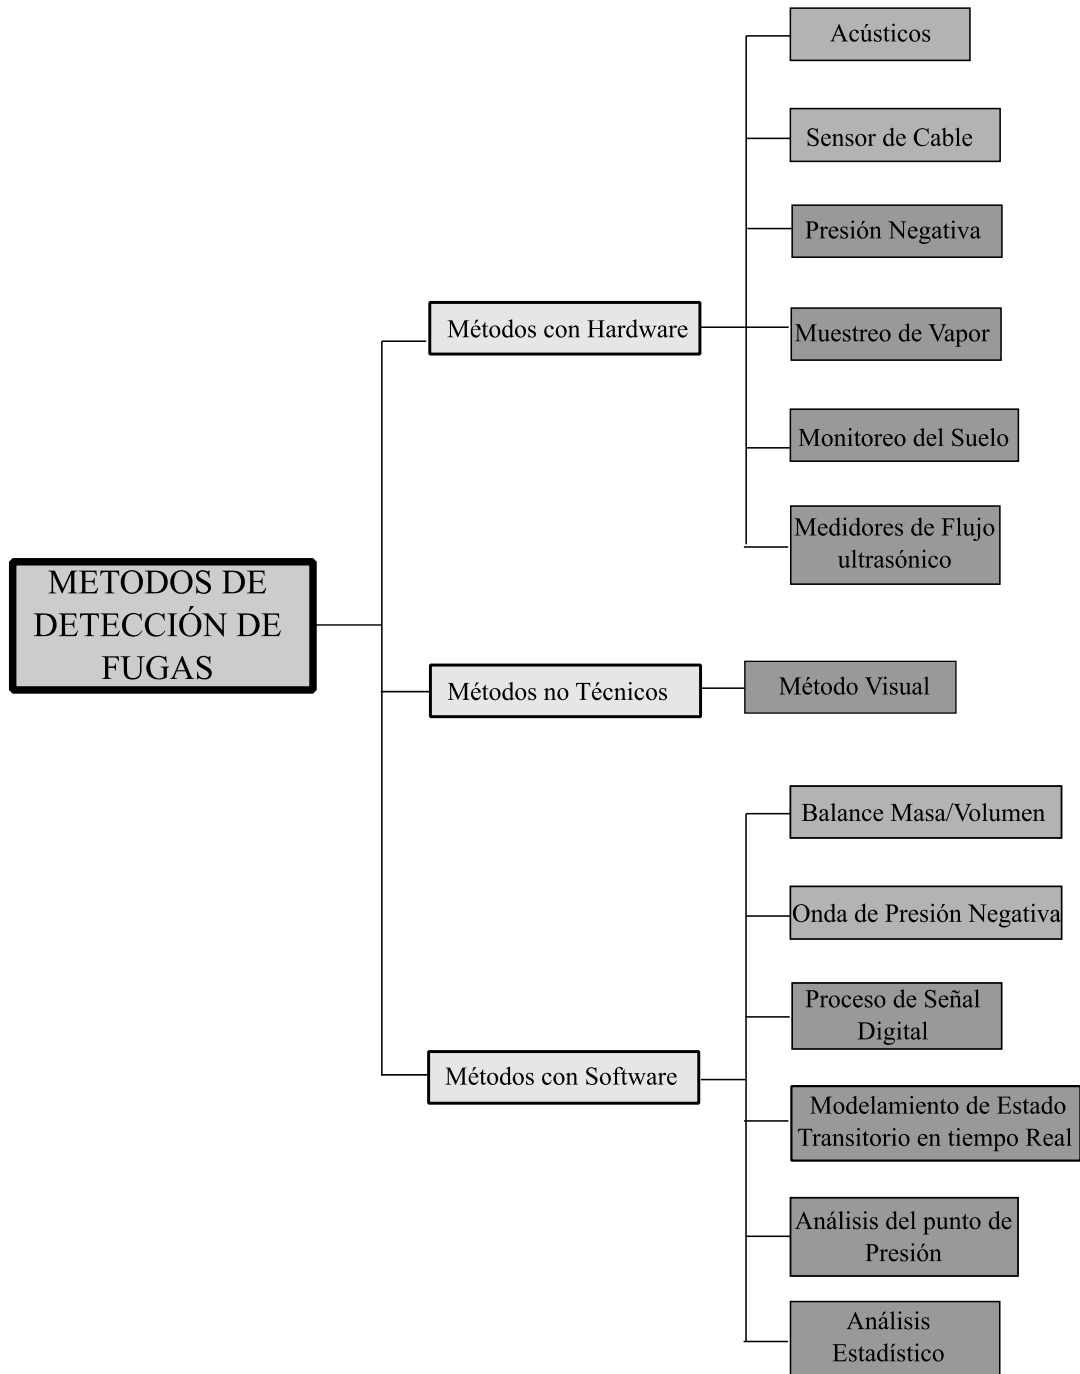 METODOS DE
DETECCIÓN DE
FUGAS
Métodos con Hardware
Acústicos
Sensor de Cable
Presión Negativa
Muestreo de Vapor
Monitoreo del Suelo
Medidores de Flujo
ultrasónico
Métodos no Técnicos
Método Visual
Métodos con Software
Balance Masa/Volumen
Onda de Presión Negativa
Proceso de Señal
Digital
Modelamiento de Estado
Transitorio en tiempo Real
Análisis del punto de
Presión
Análisis
Estadístico